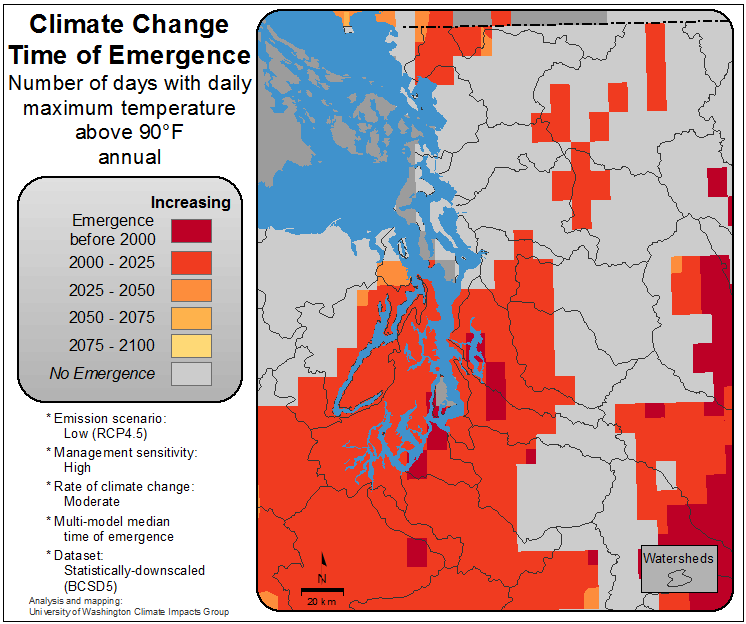 Climate Change
Time of Emergence
Number of days with daily
maximum temperature
above 90°F
annual
Increasing
Emergence
before 2000
2000 - 2025
2025 - 2050
2050 - 2075
2075 - 2100
No Emergence
* Emission scenario:
Low (RCP4.5)
* Management sensitivity:
High
* Rate of climate change:
Moderate
* Multi-model median
time of emergence
* Dataset:
Statistically-downscaled
(BCSD5)
Analysis and mapping:
University of Washington Climate Impacts Group
N
20 km
Watersheds